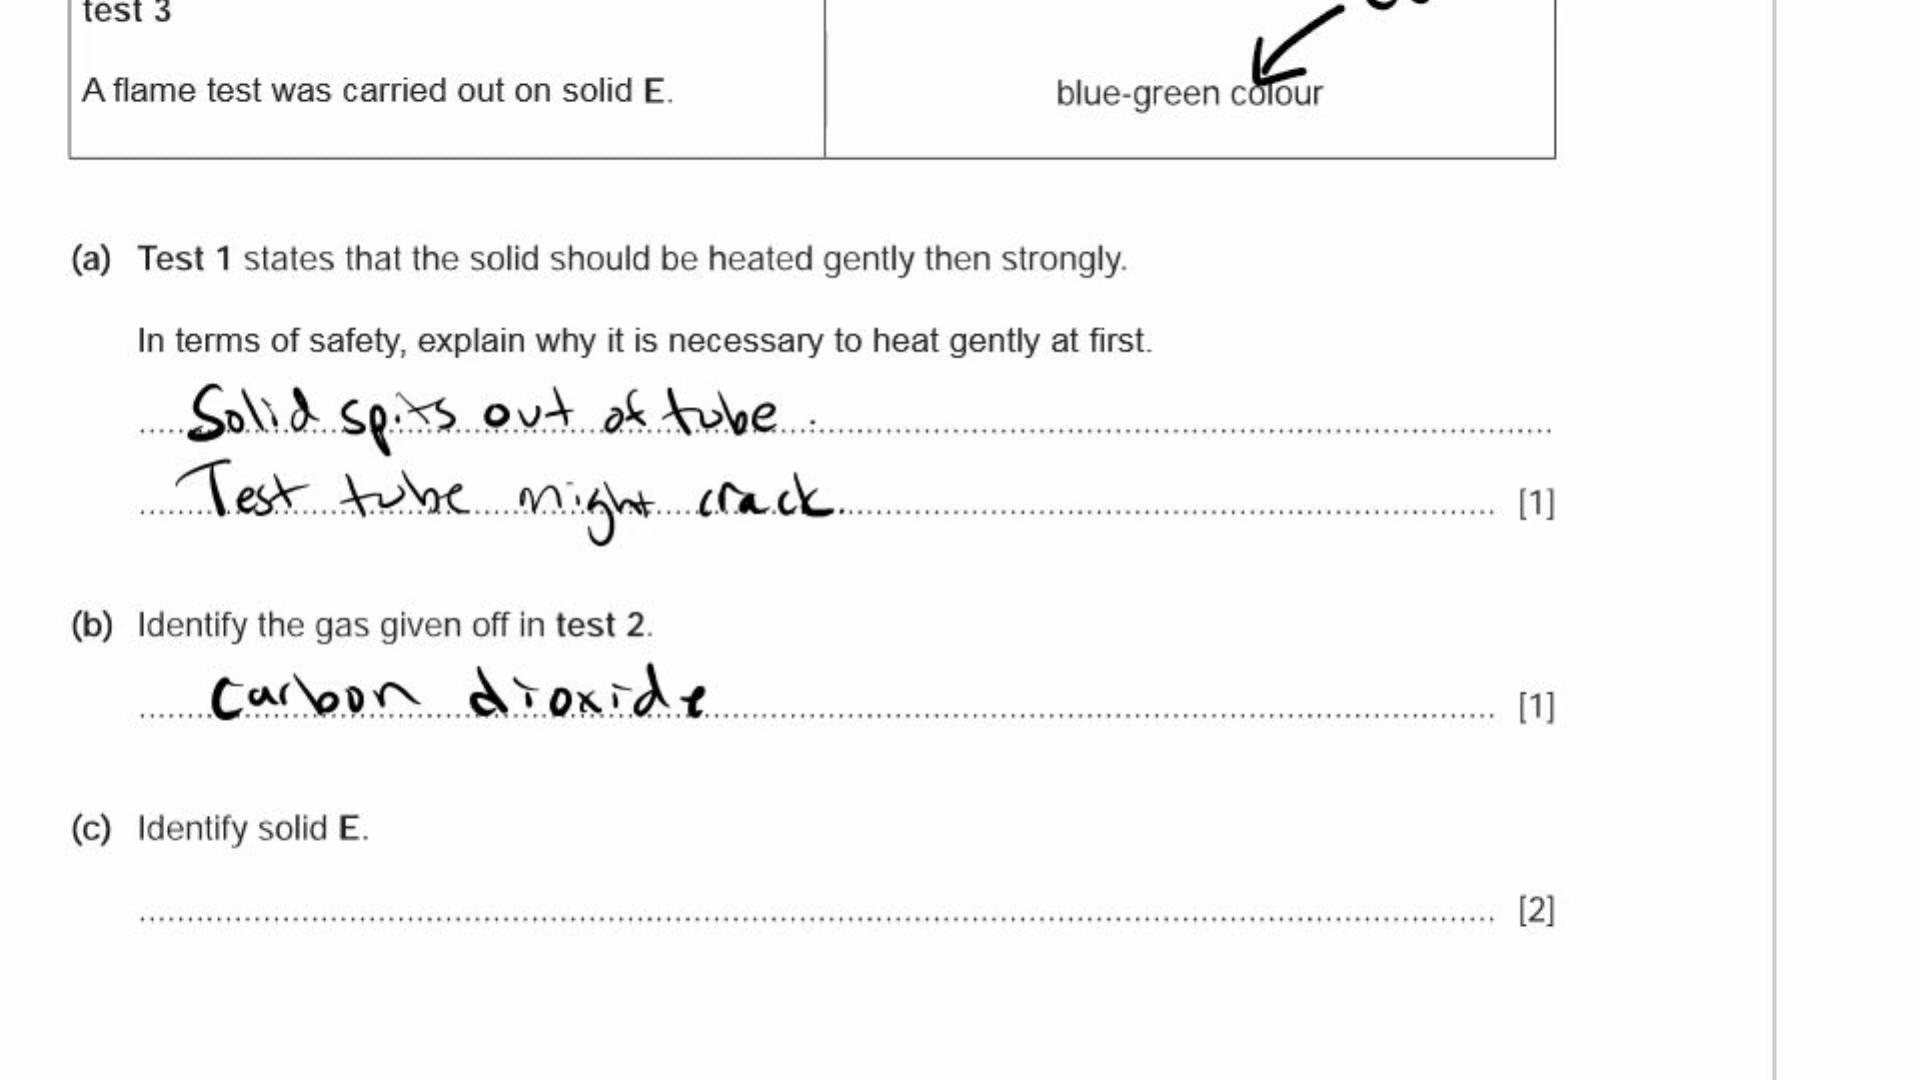 test 3
A flame test was carried out on solid E.
blue-green colour
(a) Test 1 states that the solid should be heated gently then strongly.
In terms of safety, explain why it is necessary to heat gently at first.
Solid spits out of tube.
Test tube might crack. [1]
(b) Identify the gas given off in test 2.
carbon dioxide [1]
(c) Identify solid E.
[2]